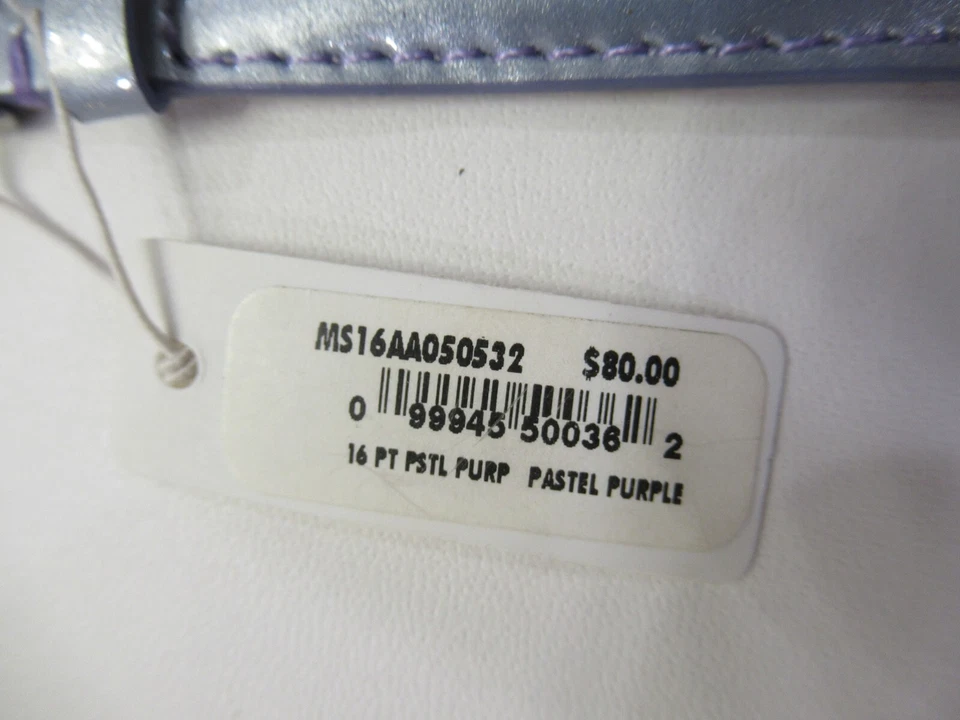 MS16AA050532 $80.00
0 99945 50036 2
16 PT PSTL PURP PASTEL PURPLE